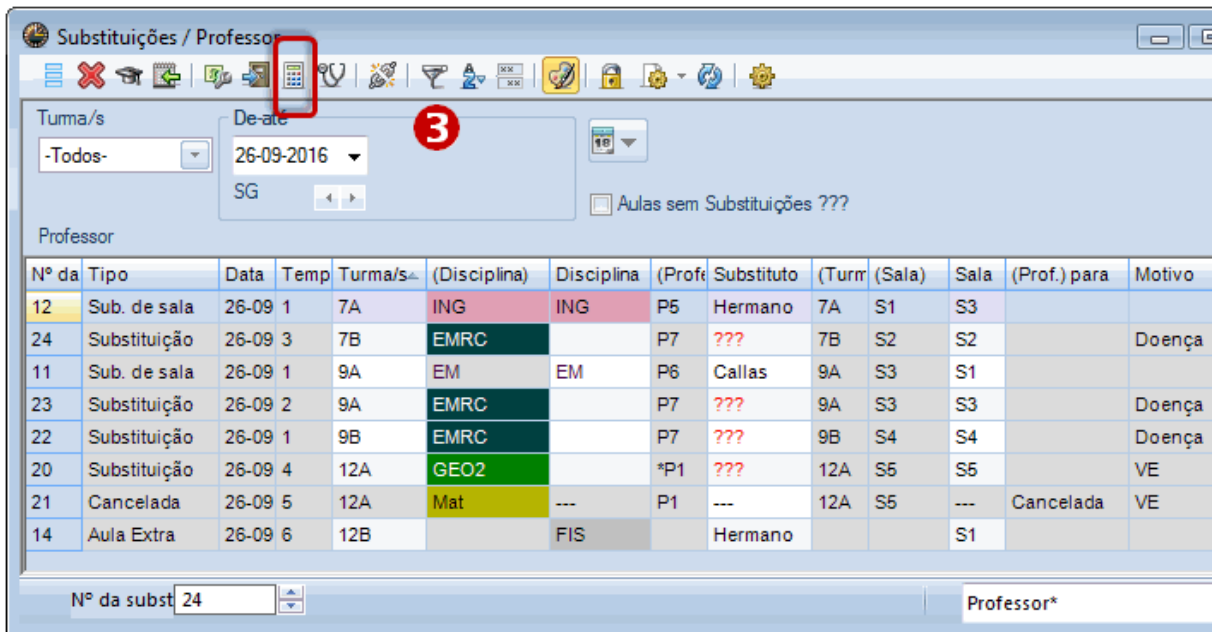 Substituições / Professor
3
Turma/s De-até
-Todos- 26-09-2016 18
SG Aulas sem Substituições ???
Professor
Nº da Tipo Data Temp Turma/s (Disciplina) Disciplina (Profe Substituto (Turm (Sala) Sala (Prof.) para Motivo
12 Sub. de sala 26-09 1 7A ING ING P5 Hermano 7A S1 S3
24 Substituição 26-09 3 7B EMRC P7 ??? 7B S2 S2 Doença
11 Sub. de sala 26-09 1 9A EM EM P6 Callas 9A S3 S1
23 Substituição 26-09 2 9A EMRC P7 ??? 9A S3 S3 Doença
22 Substituição 26-09 1 9B EMRC P7 ??? 9B S4 S4 Doença
20 Substituição 26-09 4 12A GEO2 *P1 ??? 12A S5 S5 VE
21 Cancelada 26-09 5 12A Mat --- P1 --- 12A S5 --- Cancelada VE
14 Aula Extra 26-09 6 12B FIS Hermano S1
Nº da subst 24 Professor*